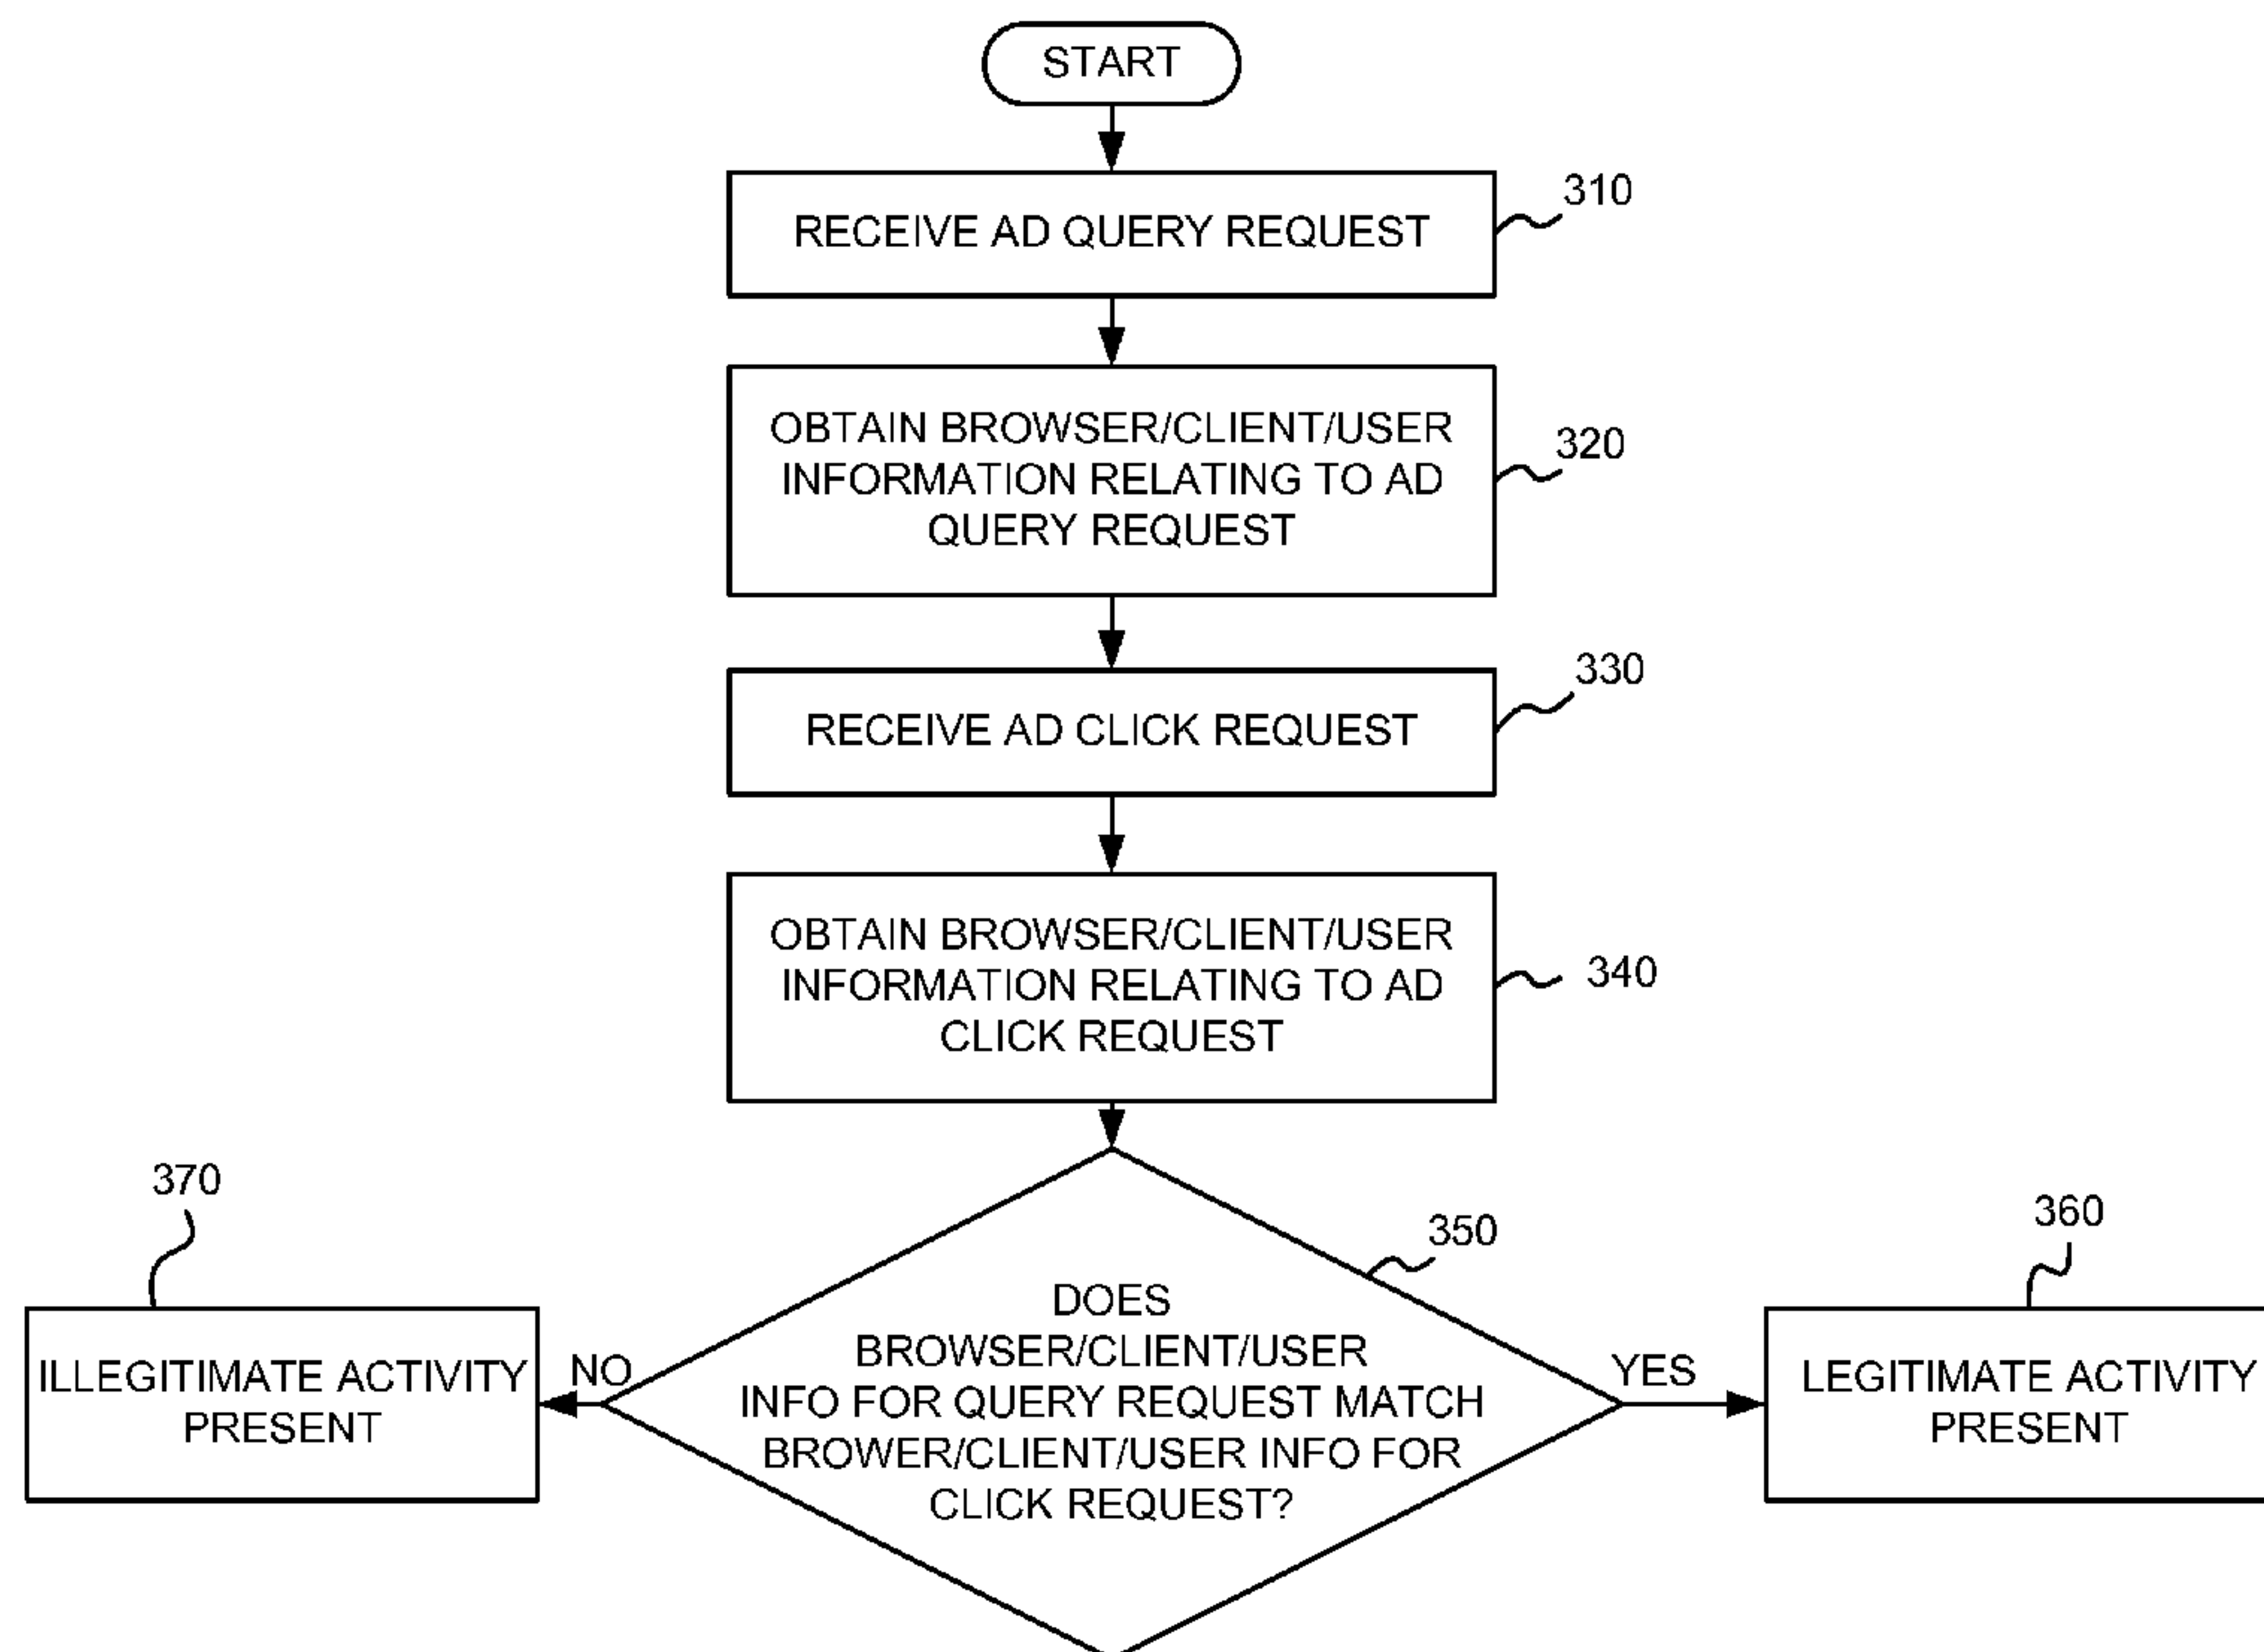 START
RECEIVE AD QUERY REQUEST
310
OBTAIN BROWSER/CLIENT/USER
INFORMATION RELATING TO AD
QUERY REQUEST
320
RECEIVE AD CLICK REQUEST
330
OBTAIN BROWSER/CLIENT/USER
INFORMATION RELATING TO AD
CLICK REQUEST
340
DOES
BROWSER/CLIENT/USER
INFO FOR QUERY REQUEST MATCH
BROWER/CLIENT/USER INFO FOR
CLICK REQUEST?
350
NO
370
ILLEGITIMATE ACTIVITY
PRESENT
YES
360
LEGITIMATE ACTIVITY
PRESENT